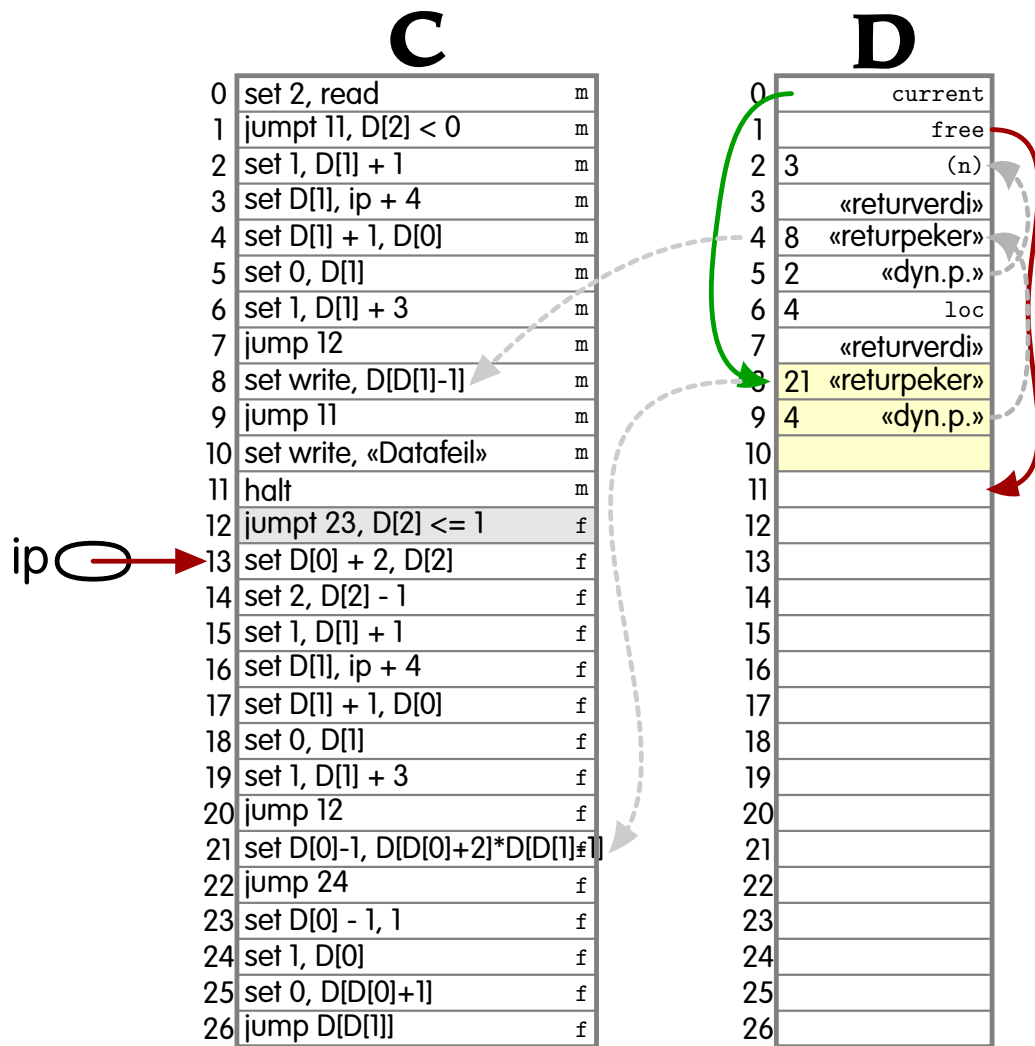 C D
0 set 2, read m 0 current
1 jumpt 11, D[2] < 0 m 1 free
2 set 1, D[1] + 1 m 2 3 (n)
3 set D[1], ip + 4 m 3 «returverdi»
4 set D[1] + 1, D[0] m 4 8 «returpeker»
5 set 0, D[1] m 5 2 «dyn.p.»
6 set 1, D[1] + 3 m 6 4 loc
7 jump 12 m 7 «returverdi»
8 set write, D[D[1]-1] m 8 21 «returpeker»
9 jump 11 m 9 4 «dyn.p.»
10 set write, «Datafeil» m 10
11 halt m 11
12 jumpt 23, D[2] <= 1 f 12
ip 13 set D[0] + 2, D[2] f 13
14 set 2, D[2] - 1 f 14
15 set 1, D[1] + 1 f 15
16 set D[1], ip + 4 f 16
17 set D[1] + 1, D[0] f 17
18 set 0, D[1] f 18
19 set 1, D[1] + 3 f 19
20 jump 12 f 20
21 set D[0]-1, D[D[0]+2]*D[D[1]-1] f 21
22 jump 24 f 22
23 set D[0] - 1, 1 f 23
24 set 1, D[0] f 24
25 set 0, D[D[0]+1] f 25
26 jump D[D[1]] f 26